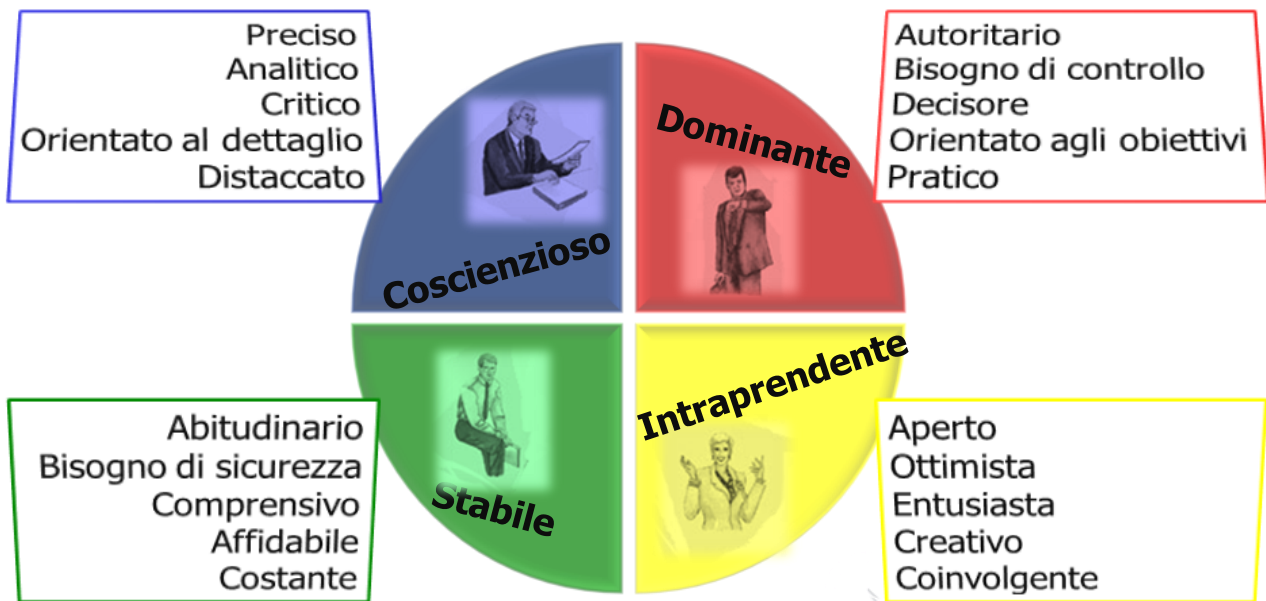 Preciso
Analitico
Critico
Orientato al dettaglio
Distaccato
Coscienzioso
Dominante
Autoritario
Bisogno di controllo
Decisore
Orientato agli obiettivi
Pratico
Abitudinario
Bisogno di sicurezza
Comprensivo
Affidabile
Costante
Stabile
Intraprendente
Aperto
Ottimista
Entusiasta
Creativo
Coinvolgente